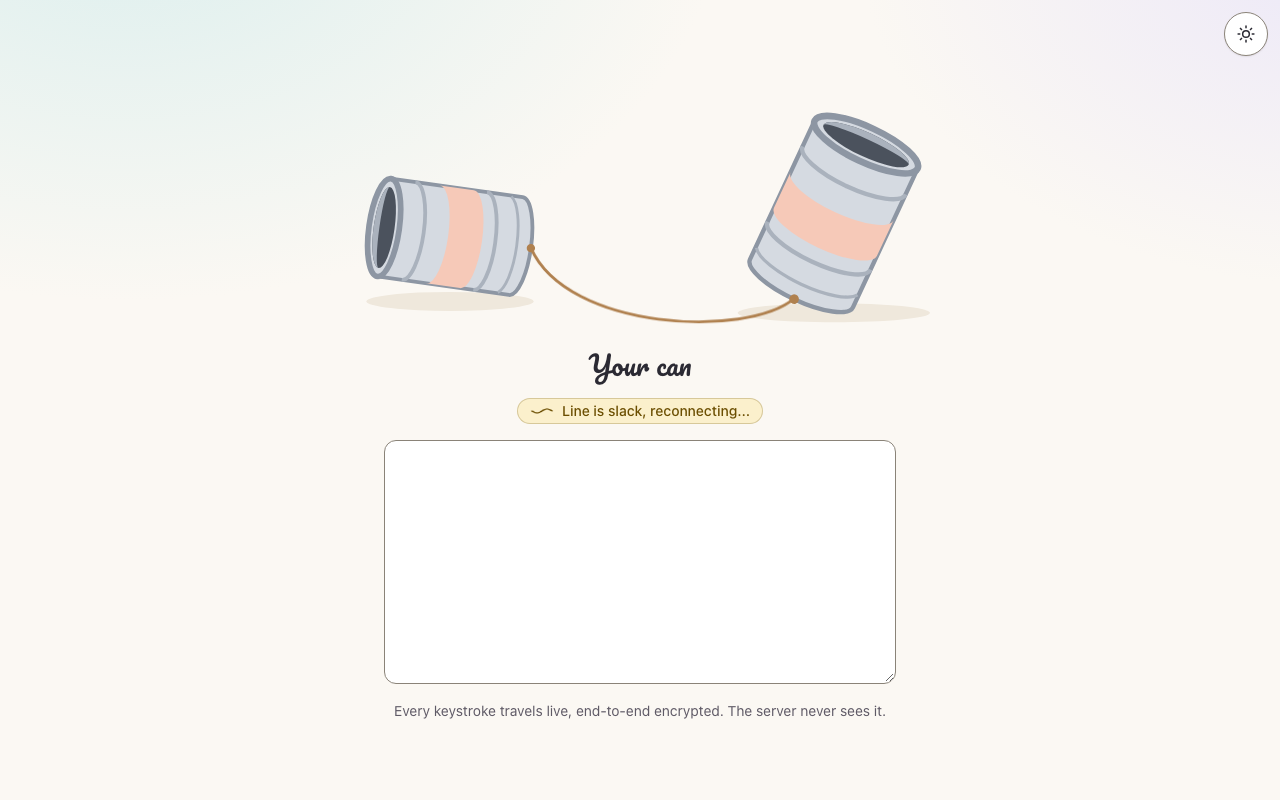 Your can
Line is slack, reconnecting...
Every keystroke travels live, end-to-end encrypted. The server never sees it.